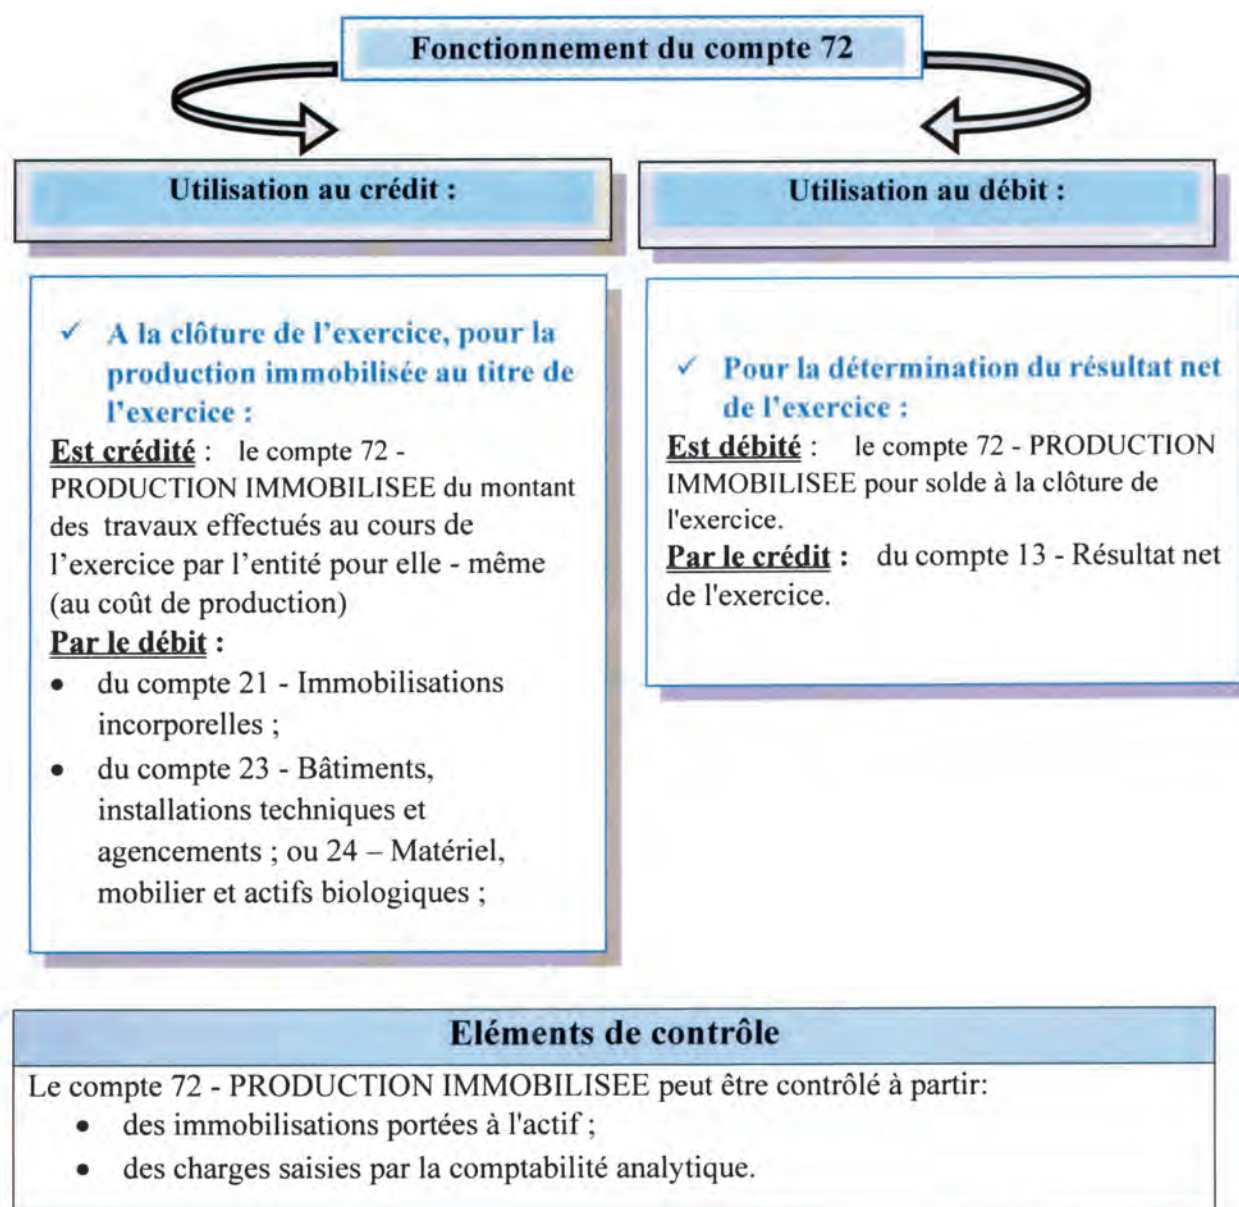 Fonctionnement du compte 72
Utilisation au crédit :
✓ A la clôture de l'exercice, pour la
production immobilisée au titre de
l'exercice :
Est crédité : le compte 72 -
PRODUCTION IMMOBILISEE du montant
des travaux effectués au cours de
l'exercice par l'entité pour elle - même
(au coût de production)
Par le débit :
• du compte 21 - Immobilisations
incorporelles ;
• du compte 23 - Bâtiments,
installations techniques et
agencements ; ou 24 – Matériel,
mobilier et actifs biologiques ;
Utilisation au débit :
✓ Pour la détermination du résultat net
de l'exercice :
Est débité : le compte 72 - PRODUCTION
IMMOBILISEE pour solde à la clôture de
l'exercice.
Par le crédit : du compte 13 - Résultat net
de l'exercice.
Eléments de contrôle
Le compte 72 - PRODUCTION IMMOBILISEE peut être contrôlé à partir:
• des immobilisations portées à l'actif ;
• des charges saisies par la comptabilité analytique.